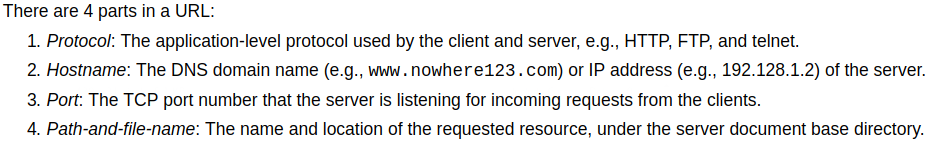 There are 4 parts in a URL:
1. Protocol: The application-level protocol used by the client and server, e.g., HTTP, FTP, and telnet.
2. Hostname: The DNS domain name (e.g., www.nowhere123.com) or IP address (e.g., 192.128.1.2) of the server.
3. Port: The TCP port number that the server is listening for incoming requests from the clients.
4. Path-and-file-name: The name and location of the requested resource, under the server document base directory.